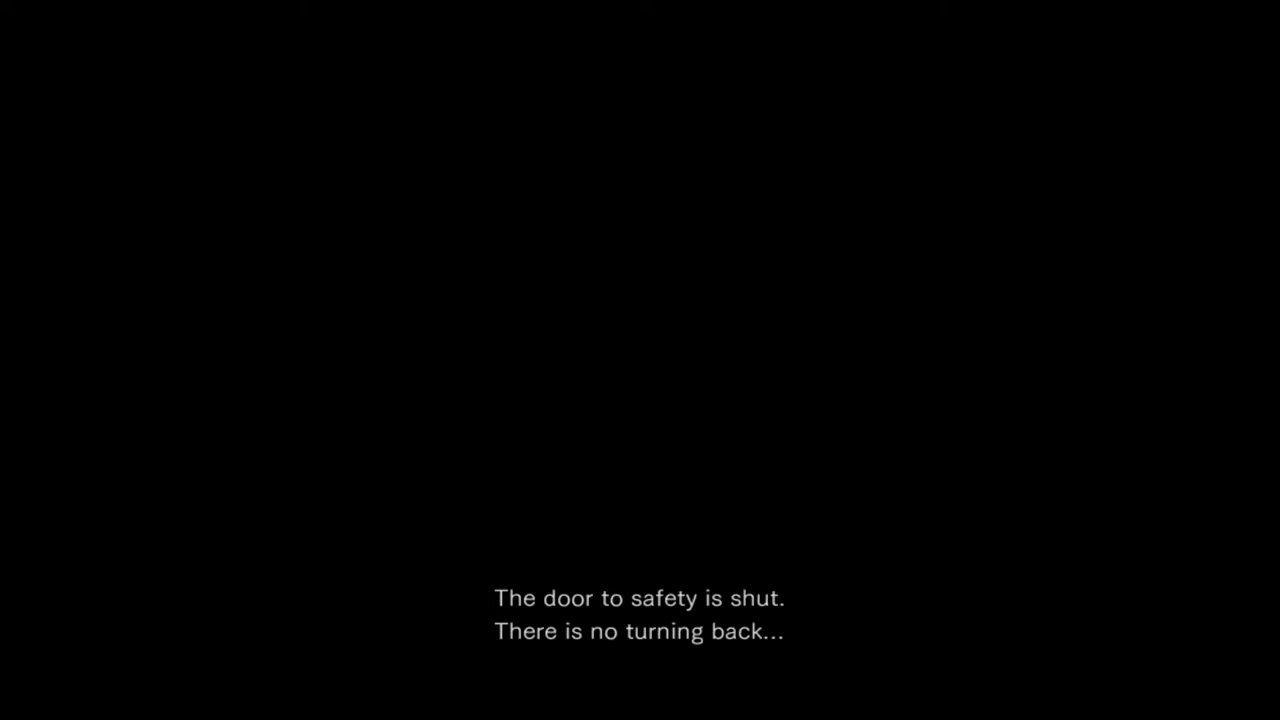 The door to safety is shut.
There is no turning back...